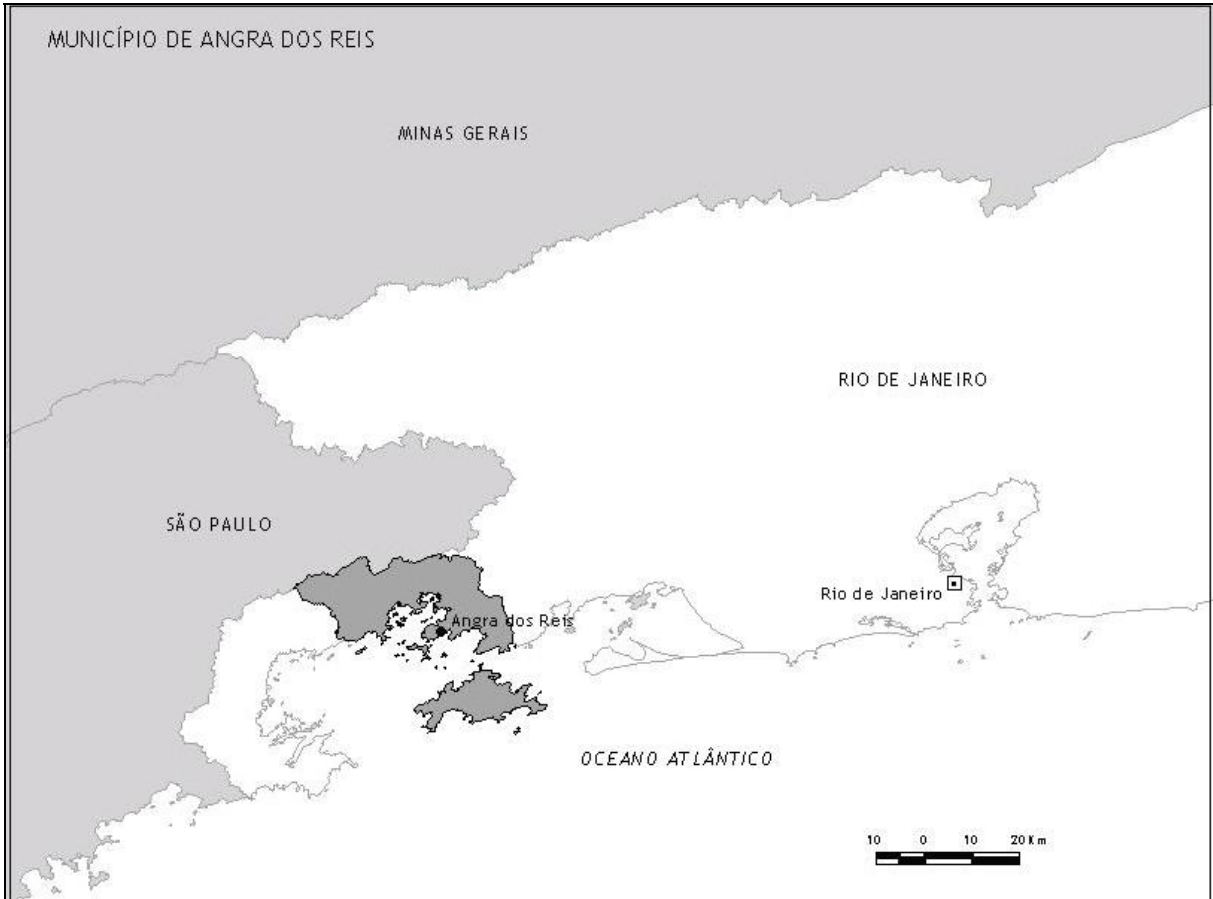 MUNICÍPIO DE ANGRA DOS REIS
MINAS GERAIS
RIO DE JANEIRO
SÃO PAULO
Rio de Janeiro
Angra dos Reis
OCEANO ATLÂNTICO
10 0 10 20 Km